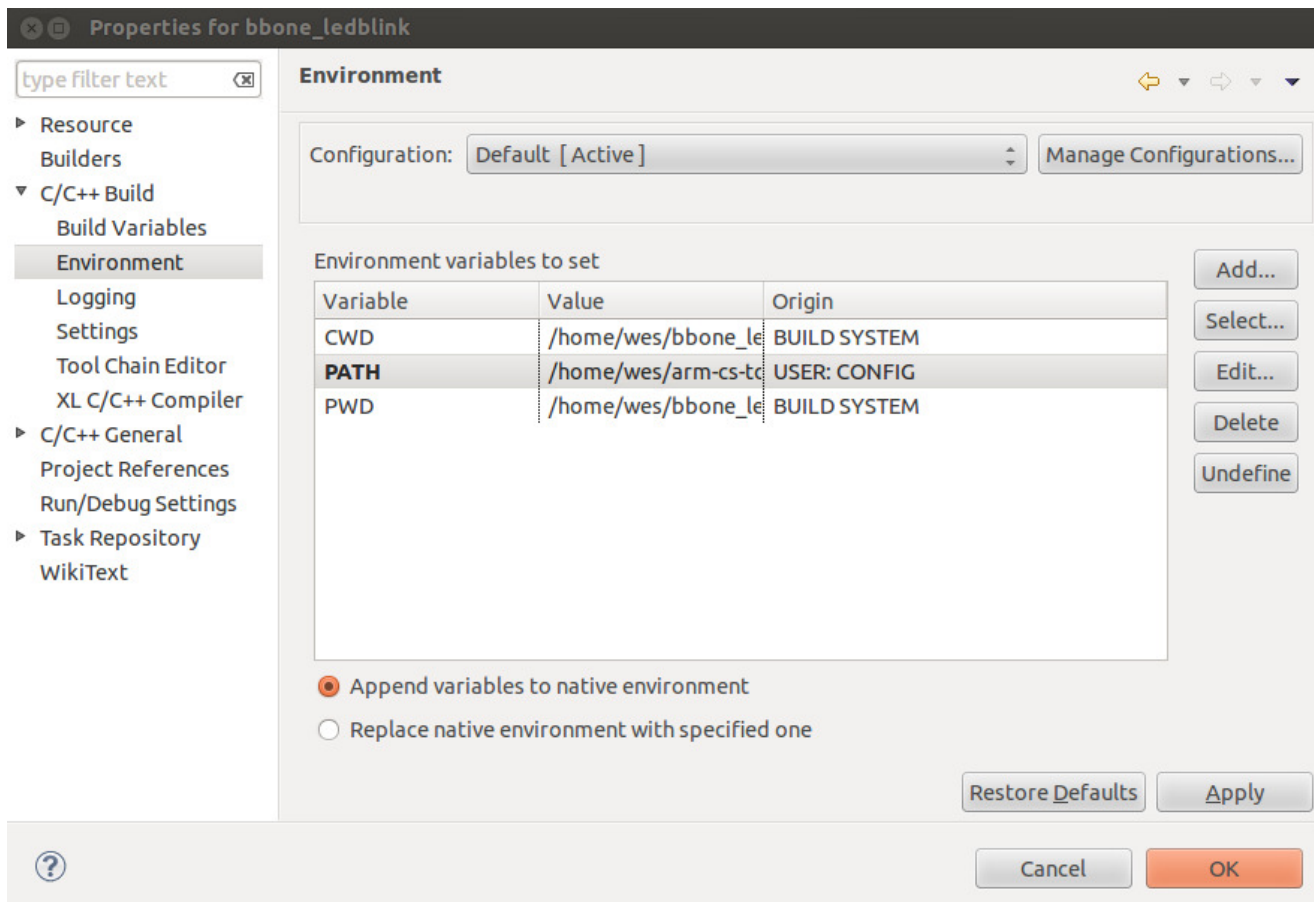 Properties for bbone_ledblink
type filter text
Resource
Builders
C/C++ Build
Build Variables
Environment
Logging
Settings
Tool Chain Editor
XL C/C++ Compiler
C/C++ General
Project References
Run/Debug Settings
Task Repository
WikiText
Environment
Configuration: Default [ Active ] Manage Configurations...
Environment variables to set
Variable Value Origin
CWD /home/wes/bbone_le BUILD SYSTEM
PATH /home/wes/arm-cs-to USER: CONFIG
PWD /home/wes/bbone_le BUILD SYSTEM
Add...
Select...
Edit...
Delete
Undefine
Append variables to native environment
Replace native environment with specified one
Restore Defaults Apply
Cancel OK